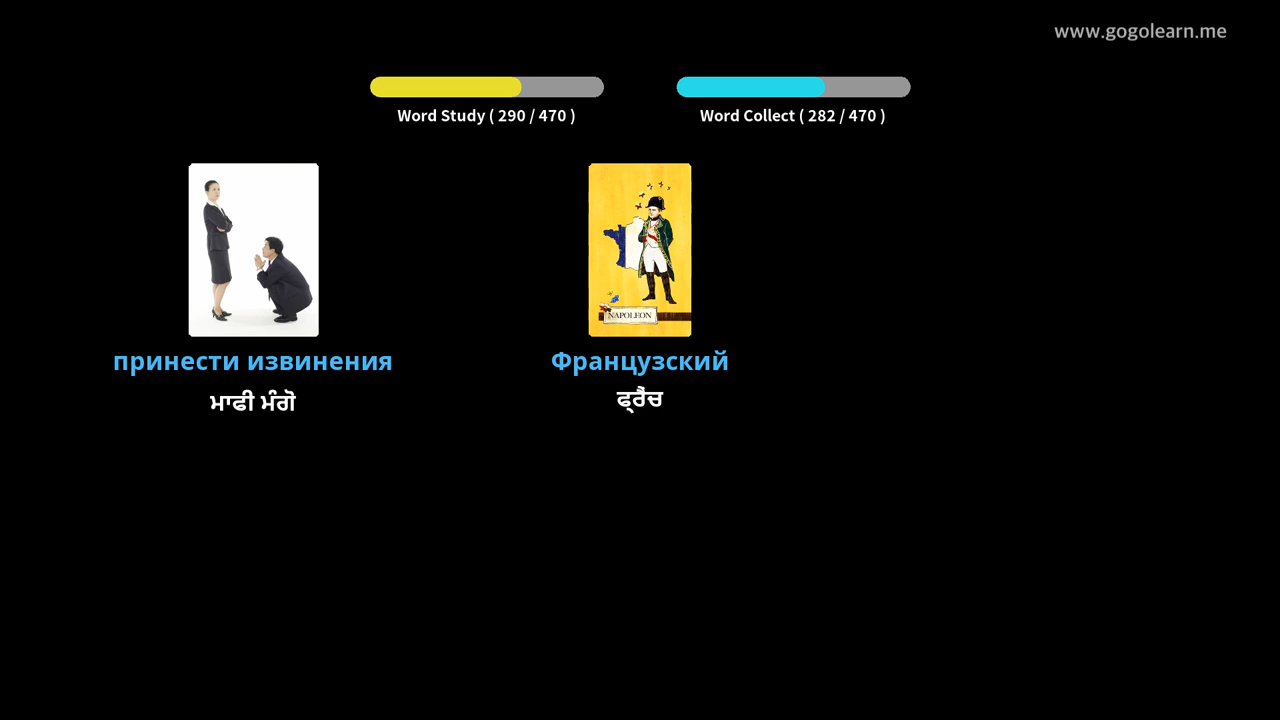 www.gogolearn.me
Word Study ( 290 / 470 )
Word Collect ( 282 / 470 )
NAPOLEON
принести извинения
Французский
ਮਾਫੀ ਮੰਗੋ
ਫ੍ਰੈਂਚ